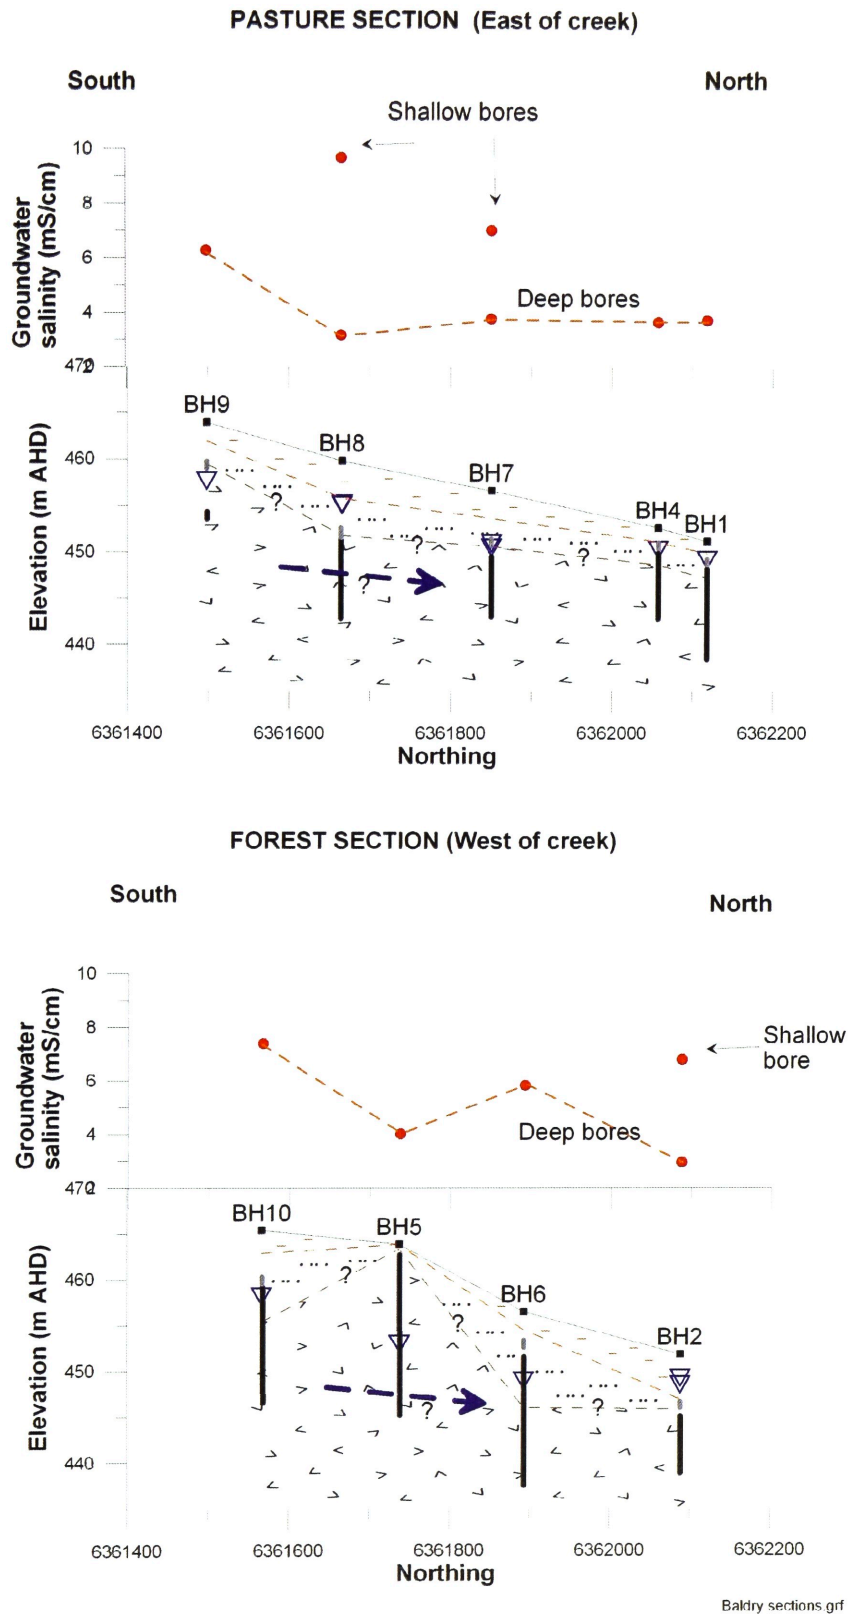 PASTURE SECTION (East of creek)
South
North
Shallow bores
10
8
6
4
Groundwater
salinity (mS/cm)
Deep bores
BH9
BH8
BH7
BH4
BH1
460
450
440
Elevation (m AHD)
?
?
?
?
6361400
6361600
6361800
6362000
6362200
Northing
FOREST SECTION (West of creek)
South
North
10
8
6
4
Groundwater
salinity (mS/cm)
Shallow
bore
Deep bores
BH10
BH5
BH6
BH2
460
450
440
Elevation (m AHD)
?
?
?
?
6361400
6361600
6361800
6362000
6362200
Northing
Baldry sections.grf